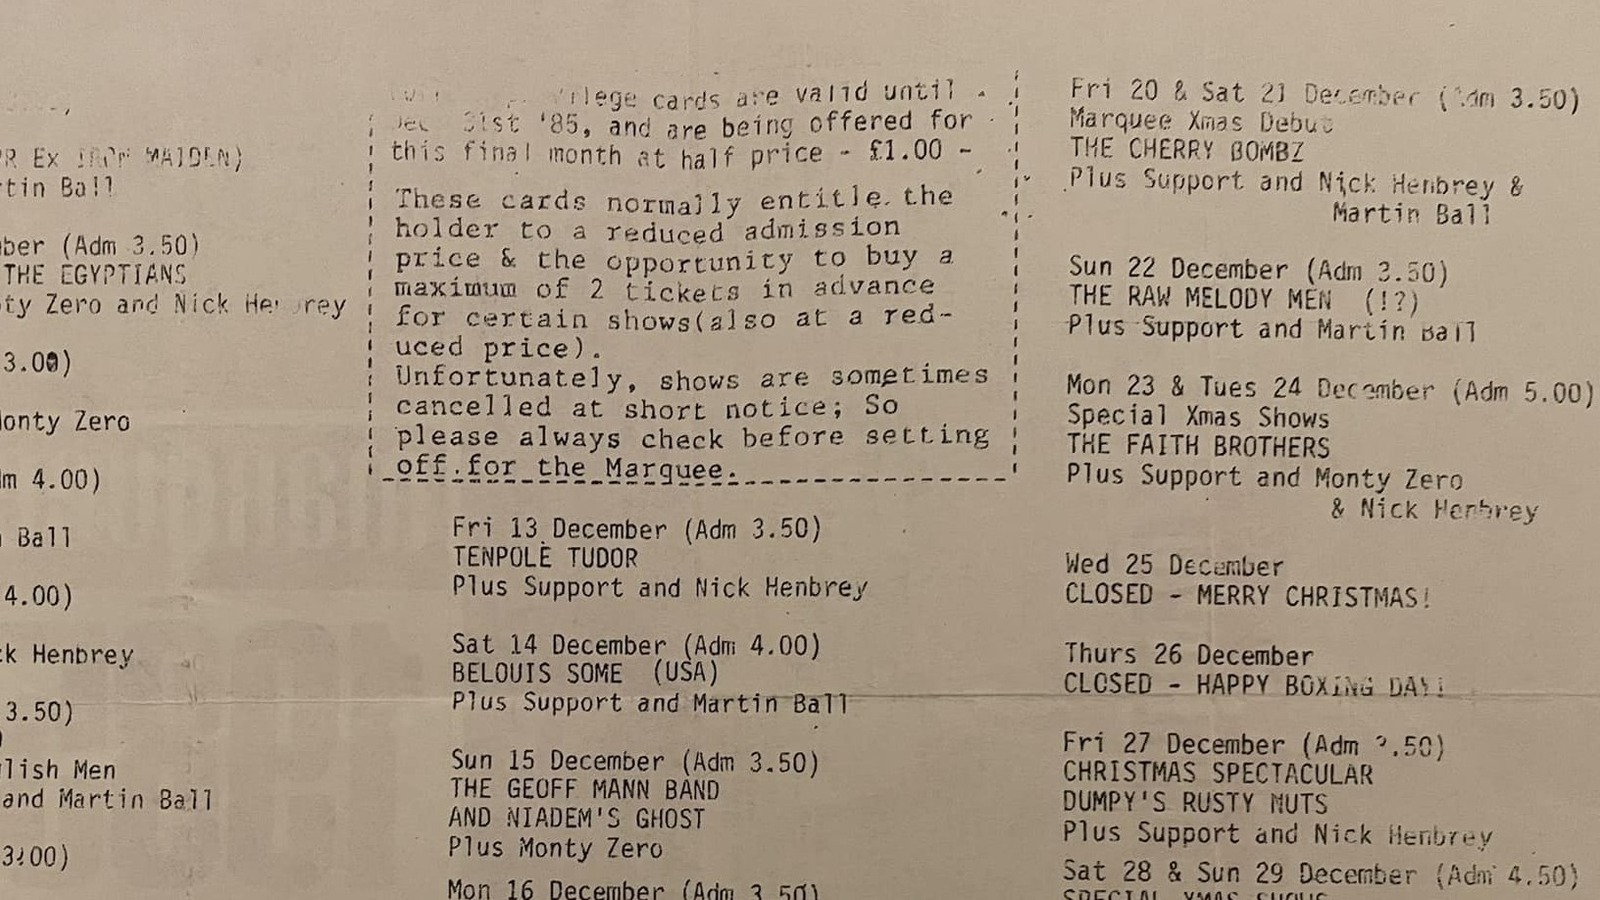 Ex IRON MAIDEN)
tin Ball
ber (Adm 3.50)
THE EGYPTIANS
ty Zero and Nick Henbrey
3.00)
onty Zero
m 4.00)
Ball
4.00)
k Henbrey
3.50)
lish Men
and Martin Ball
3.00)
cards are valid until
Dec 31st '85, and are being offered for
this final month at half price - £1.00 -
These cards normally entitle the
holder to a reduced admission
price & the opportunity to buy a
maximum of 2 tickets in advance
for certain shows(also at a red-
uced price).
Unfortunately, shows are sometimes
cancelled at short notice; So
please always check before setting
off for the Marquee.
Fri 13 December (Adm 3.50)
TENPOLE TUDOR
Plus Support and Nick Henbrey
Sat 14 December (Adm 4.00)
BELOUIS SOME (USA)
Plus Support and Martin Ball
Sun 15 December (Adm 3.50)
THE GEOFF MANN BAND
AND NIADEM'S GHOST
Plus Monty Zero
Mon 16 December (Adm 3.50)
Fri 20 & Sat 21 December (Adm 3.50)
Marquee Xmas Debut
THE CHERRY BOMBZ
Plus Support and Nick Henbrey &
Martin Ball
Sun 22 December (Adm 3.50)
THE RAW MELODY MEN (!?)
Plus Support and Martin Ball
Mon 23 & Tues 24 December (Adm 5.00)
Special Xmas Shows
THE FAITH BROTHERS
Plus Support and Monty Zero
& Nick Henbrey
Wed 25 December
CLOSED - MERRY CHRISTMAS!
Thurs 26 December
CLOSED - HAPPY BOXING DAY!
Fri 27 December (Adm .50)
CHRISTMAS SPECTACULAR
DUMPY'S RUSTY NUTS
Plus Support and Nick Henbrey
Sat 28 & Sun 29 December (Adm 4.50)
SPECIAL XMAS SHOWS